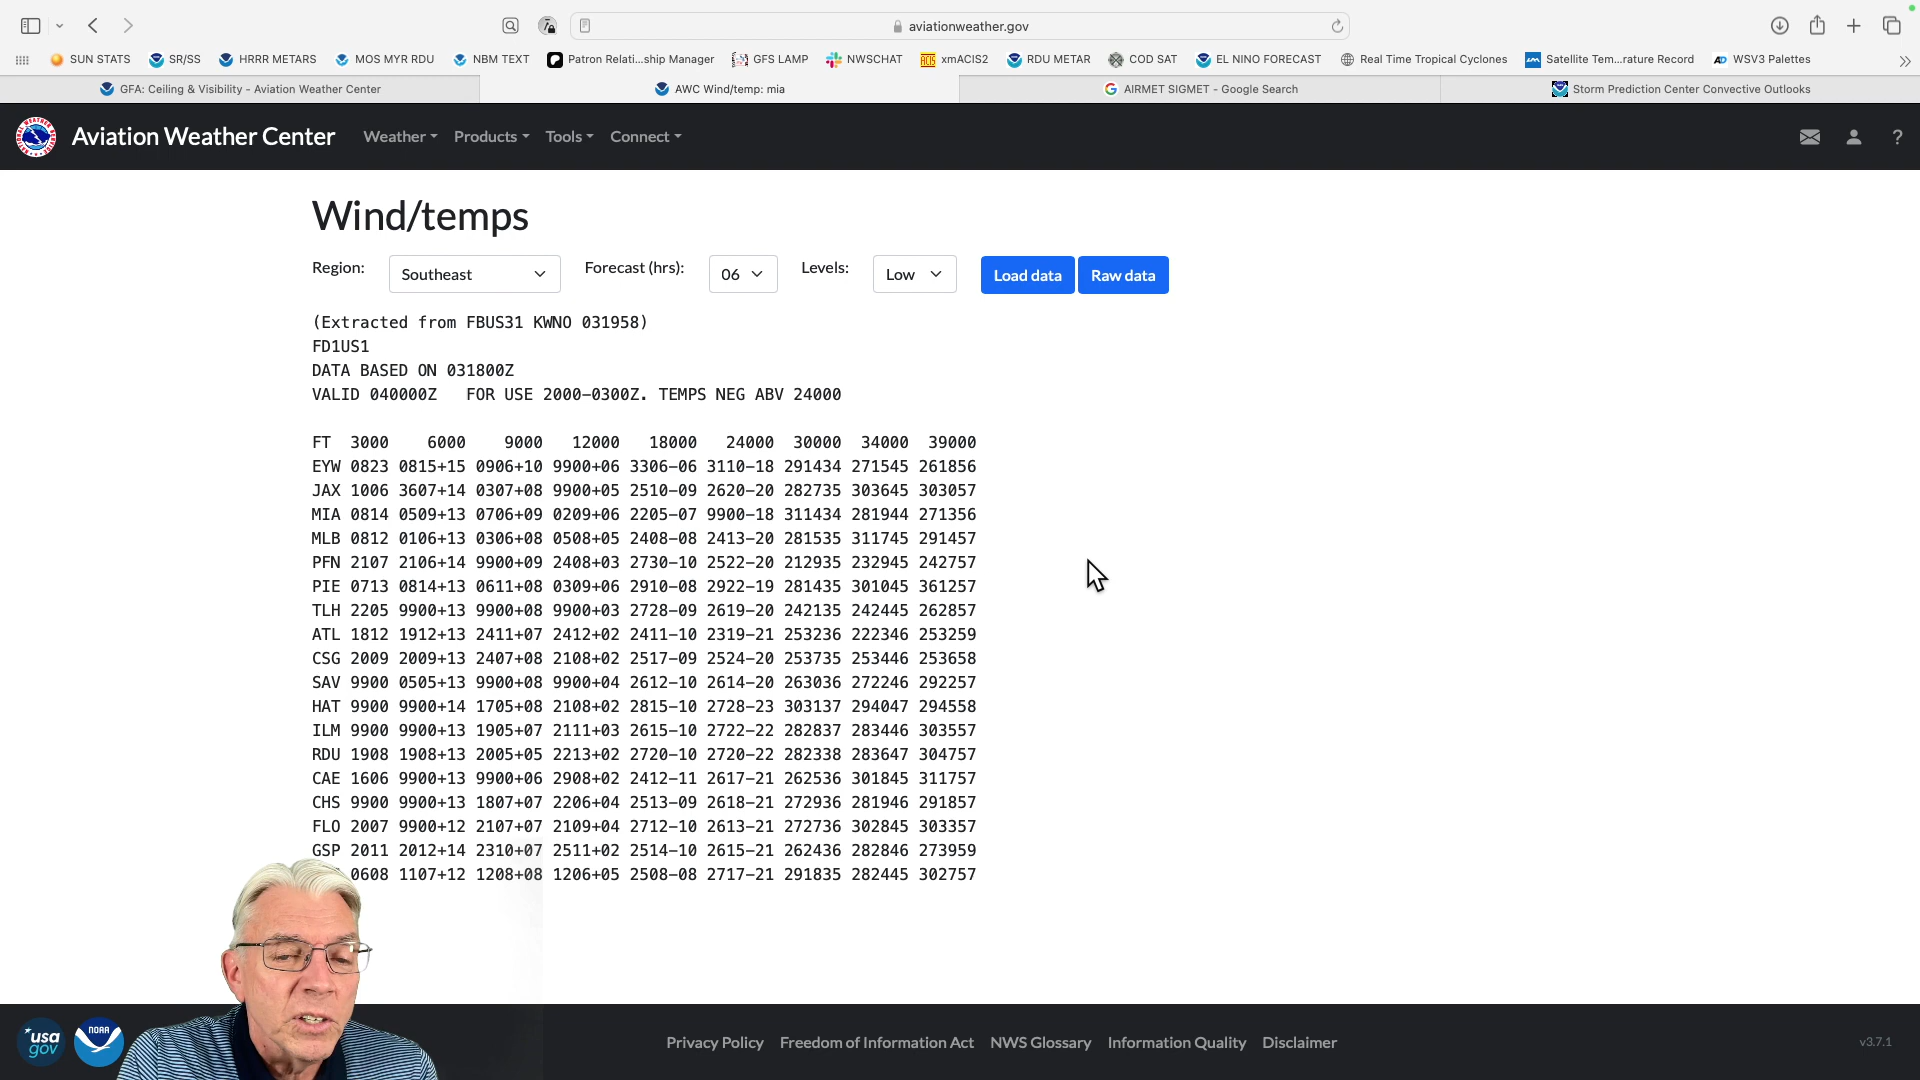 aviationweather.gov
SUN STATS SR/SS HRRR METARS MOS MYR RDU NBM TEXT Patron Relati...ship Manager GFS LAMP NWSCHAT xmACIS2 RDU METAR COD SAT EL NINO FORECAST Real Time Tropical Cyclones Satellite Tem...rature Record WSV3 Palettes
GFA: Ceiling & Visibility - Aviation Weather Center AWC Wind/temp: mia AIRMET SIGMET - Google Search Storm Prediction Center Convective Outlooks
Aviation Weather Center Weather Products Tools Connect ?
Wind/temps
Region: Southeast Forecast (hrs): 06 Levels: Low Load data Raw data
(Extracted from FBUS31 KWNO 031958)
FD1US1
DATA BASED ON 031800Z
VALID 040000Z   FOR USE 2000-0300Z. TEMPS NEG ABV 24000
FT  3000    6000    9000   12000   18000   24000  30000  34000  39000
EYW 0823 0815+15 0906+10 9900+06 3306-06 3110-18 291434 271545 261856
JAX 1006 3607+14 0307+08 9900+05 2510-09 2620-20 282735 303645 303057
MIA 0814 0509+13 0706+09 0209+06 2205-07 9900-18 311434 281944 271356
MLB 0812 0106+13 0306+08 0508+05 2408-08 2413-20 281535 311745 291457
PFN 2107 2106+14 9900+09 2408+03 2730-10 2522-20 212935 232945 242757
PIE 0713 0814+13 0611+08 0309+06 2910-08 2922-19 281435 301045 361257
TLH 2205 9900+13 9900+08 9900+03 2728-09 2619-20 242135 242445 262857
ATL 1812 1912+13 2411+07 2412+02 2411-10 2319-21 253236 222346 253259
CSG 2009 2009+13 2407+08 2108+02 2517-09 2524-20 253735 253446 253658
SAV 9900 0505+13 9900+08 9900+04 2612-10 2614-20 263036 272246 292257
HAT 9900 9900+14 1705+08 2108+02 2815-10 2728-23 303137 294047 294558
ILM 9900 9900+13 1905+07 2111+03 2615-10 2722-22 282837 283446 303557
RDU 1908 1908+13 2005+05 2213+02 2720-10 2720-22 282338 283647 304757
CAE 1606 9900+13 9900+06 2908+02 2412-11 2617-21 262536 301845 311757
CHS 9900 9900+13 1807+07 2206+04 2513-09 2618-21 272936 281946 291857
FLO 2007 9900+12 2107+07 2109+04 2712-10 2613-21 272736 302845 303357
GSP 2011 2012+14 2310+07 2511+02 2514-10 2615-21 262436 282846 273959
0608 1107+12 1208+08 1206+05 2508-08 2717-21 291835 282445 302757
usa
gov
NOAA
Privacy Policy Freedom of Information Act NWS Glossary Information Quality Disclaimer v3.7.1